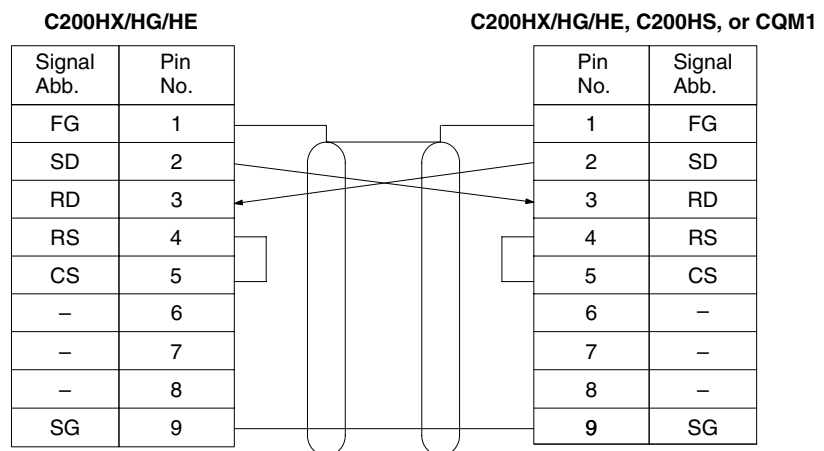 C200HX/HG/HE C200HX/HG/HE, C200HS, or CQM1
Signal Abb. Pin No. Pin No. Signal Abb.
FG 1 1 FG
SD 2 2 SD
RD 3 3 RD
RS 4 4 RS
CS 5 5 CS
– 6 6 –
– 7 7 –
– 8 8 –
SG 9 9 SG